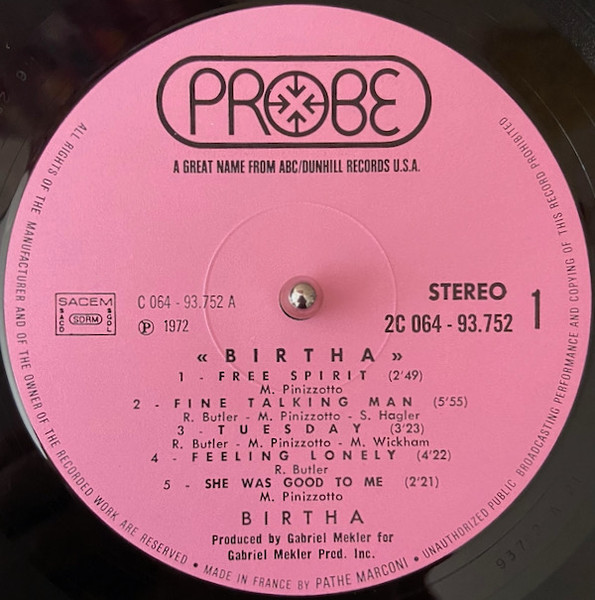 PROBE
A GREAT NAME FROM ABC/DUNHILL RECORDS U.S.A.
SACEM
SACD SDRM SGDL
C 064 - 93.752 A
Ⓟ 1972
STEREO
2C 064 - 93.752
1
« BIRTHA »
1 - FREE SPIRIT (2'49)
M. Pinizzotto
2 - FINE TALKING MAN (5'55)
R. Butler - M. Pinizzotto - S. Hagler
3 - TUESDAY (3'23)
R. Butler - M. Pinizzotto - M. Wickham
4 - FEELING LONELY (4'22)
R. Butler
5 - SHE WAS GOOD TO ME (2'21)
M. Pinizzotto
BIRTHA
Produced by Gabriel Mekler for
Gabriel Mekler Prod. Inc.
ALL RIGHTS OF THE MANUFACTURER AND OF THE OWNER OF THE RECORDED WORK ARE RESERVED • MADE IN FRANCE BY PATHE MARCONI • UNAUTHORIZED PUBLIC BROADCASTING PERFORMANCE AND COPYING OF THIS RECORD PROHIBITED